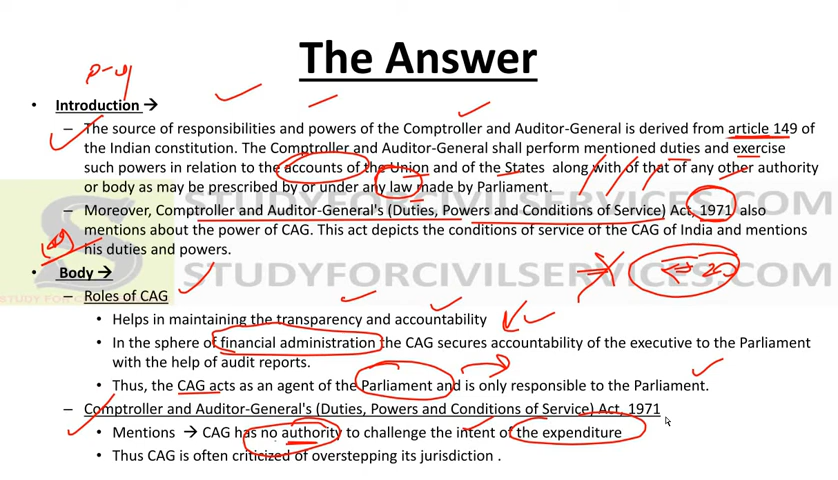 The Answer
• Introduction →
– The source of responsibilities and powers of the Comptroller and Auditor-General is derived from article 149 of
the Indian constitution. The Comptroller and Auditor-General shall perform mentioned duties and exercise
such powers in relation to the accounts of the Union and of the States along with of that of any other authority
or body as may be prescribed by or under any law made by Parliament.
– Moreover, Comptroller and Auditor-General's (Duties, Powers and Conditions of Service) Act, 1971 also
mentions about the power of CAG. This act depicts the conditions of service of the CAG of India and mentions
his duties and powers.
• Body →
– Roles of CAG
• Helps in maintaining the transparency and accountability
• In the sphere of financial administration the CAG secures accountability of the executive to the Parliament
with the help of audit reports.
• Thus, the CAG acts as an agent of the Parliament and is only responsible to the Parliament.
– Comptroller and Auditor-General's (Duties, Powers and Conditions of Service) Act, 1971
• Mentions → CAG has no authority to challenge the intent of the expenditure
• Thus CAG is often criticized of overstepping its jurisdiction .
STUDYFORCIVILSERVICES.COM
STUDYFORCIVILSERVICES.COM
STUDY FOR CIVIL SERVICES